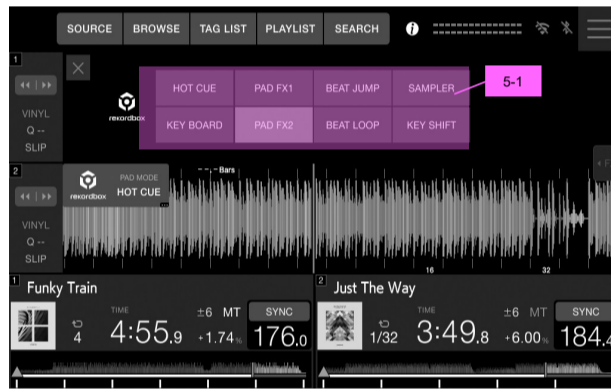 SOURCE BROWSE TAG LIST PLAYLIST SEARCH i
1
HOT CUE PAD FX1 BEAT JUMP SAMPLER 5-1
VINYL
Q --
SLIP
rekordbox
KEY BOARD PAD FX2 BEAT LOOP KEY SHIFT
2
PAD MODE
rekordbox HOT CUE
--.-Bars
VINYL
Q --
SLIP
16 32
1 Funky Train 2 Just The Way
TIME ±6 MT SYNC TIME ±6 MT SYNC
4 4:55.9 +1.74% 176.0 1/32 3:49.8 +6.00% 184.4